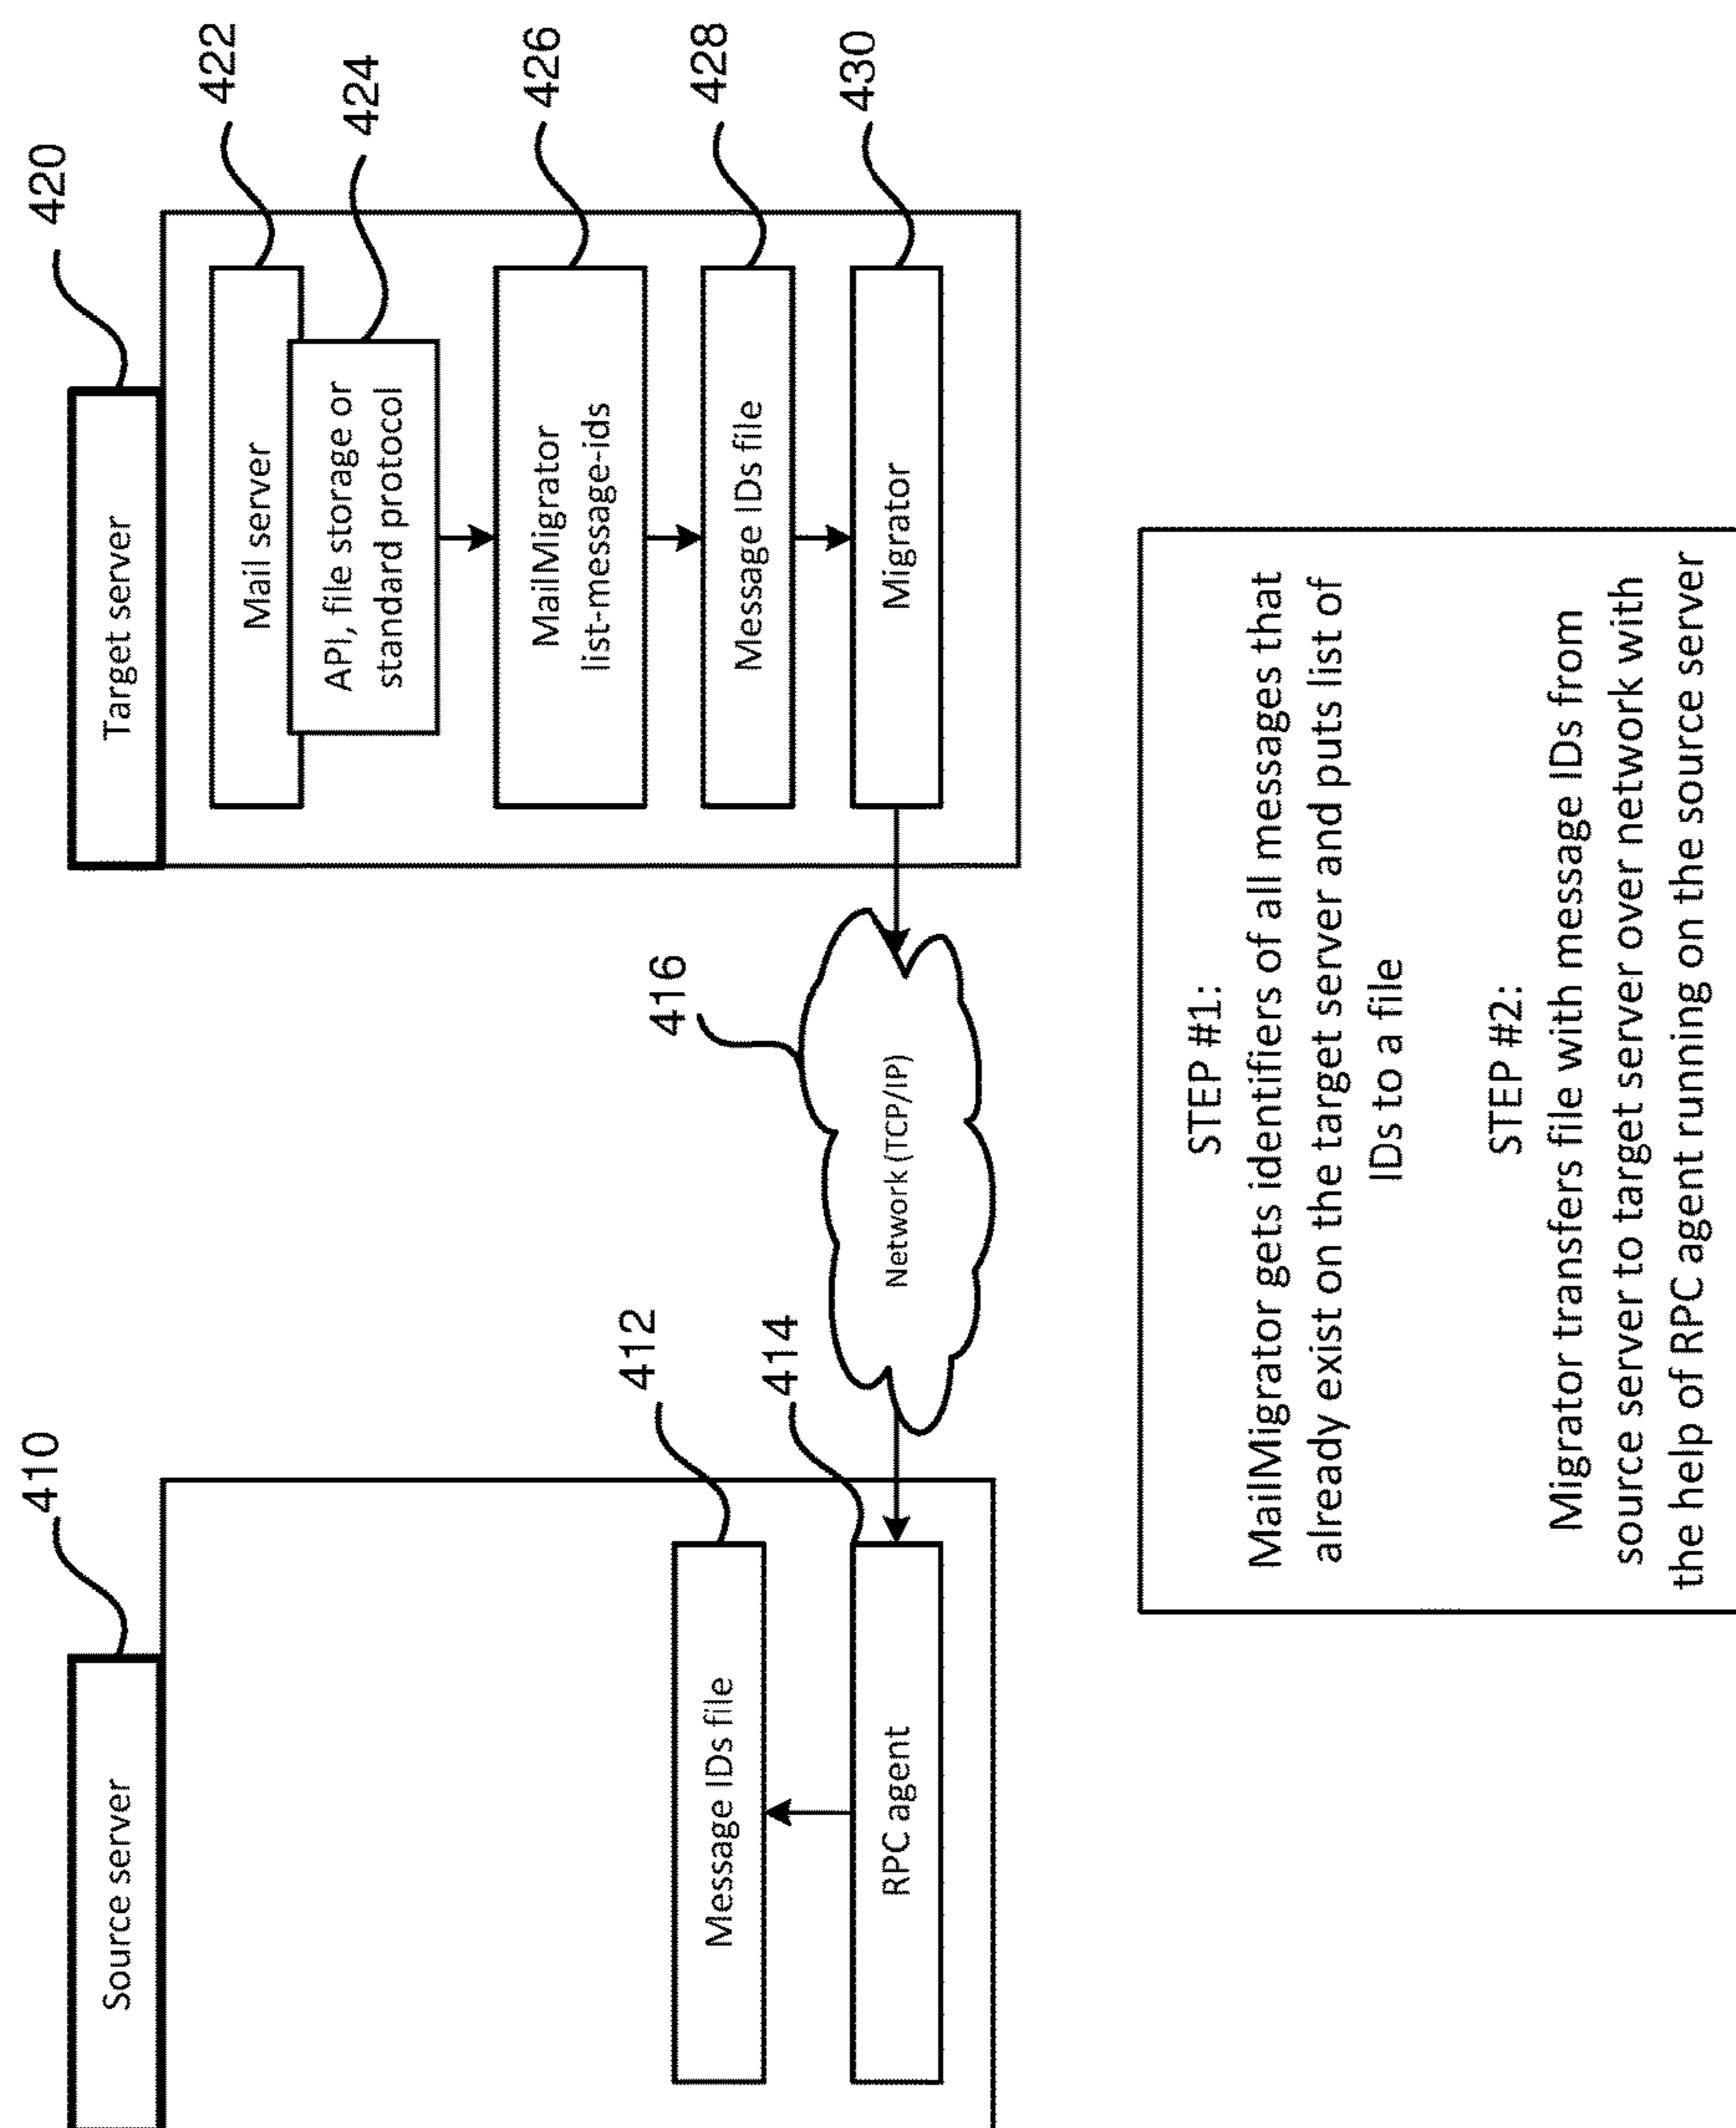 410
Source server
412
Message IDs file
414
RPC agent
416
Network (TCP/IP)
420
Target server
422
Mail server
424
API, file storage or
standard protocol
426
MailMigrator
list-message-ids
428
Message IDs file
430
Migrator
STEP #1:
MailMigrator gets identifiers of all messages that
already exist on the target server and puts list of
IDs to a file
STEP #2:
Migrator transfers file with message IDs from
source server to target server over network with
the help of RPC agent running on the source server